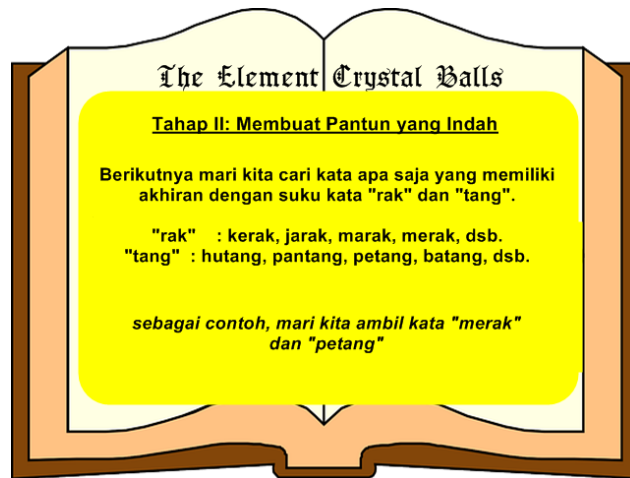 The Element Crystal Balls
Tahap II: Membuat Pantun yang Indah
Berikutnya mari kita cari kata apa saja yang memiliki
akhiran dengan suku kata "rak" dan "tang".
"rak" : kerak, jarak, marak, merak, dsb.
"tang" : hutang, pantang, petang, batang, dsb.
sebagai contoh, mari kita ambil kata "merak"
dan "petang"